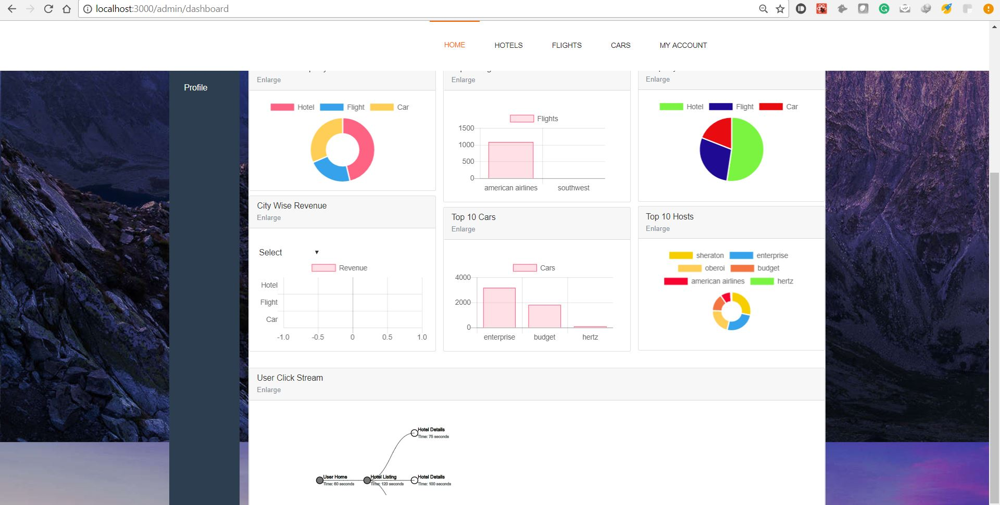 localhost:3000/admin/dashboard
HOME HOTELS FLIGHTS CARS MY ACCOUNT
Profile
Enlarge
Hotel Flight Car
Enlarge
Flights
1500
1000
500
0
american airlines southwest
Enlarge
Hotel Flight Car
City Wise Revenue
Enlarge
Select
Revenue
Hotel
Flight
Car
-1.0 -0.5 0 0.5 1.0
Top 10 Cars
Enlarge
Cars
4000
2000
0
enterprise budget hertz
Top 10 Hosts
Enlarge
sheraton enterprise
oberoi budget
american airlines hertz
User Click Stream
Enlarge
Hotel Details
Time: 75 seconds
User Home Hotel Listing Hotel Details
Time: 60 seconds Time: 120 seconds Time: 100 seconds